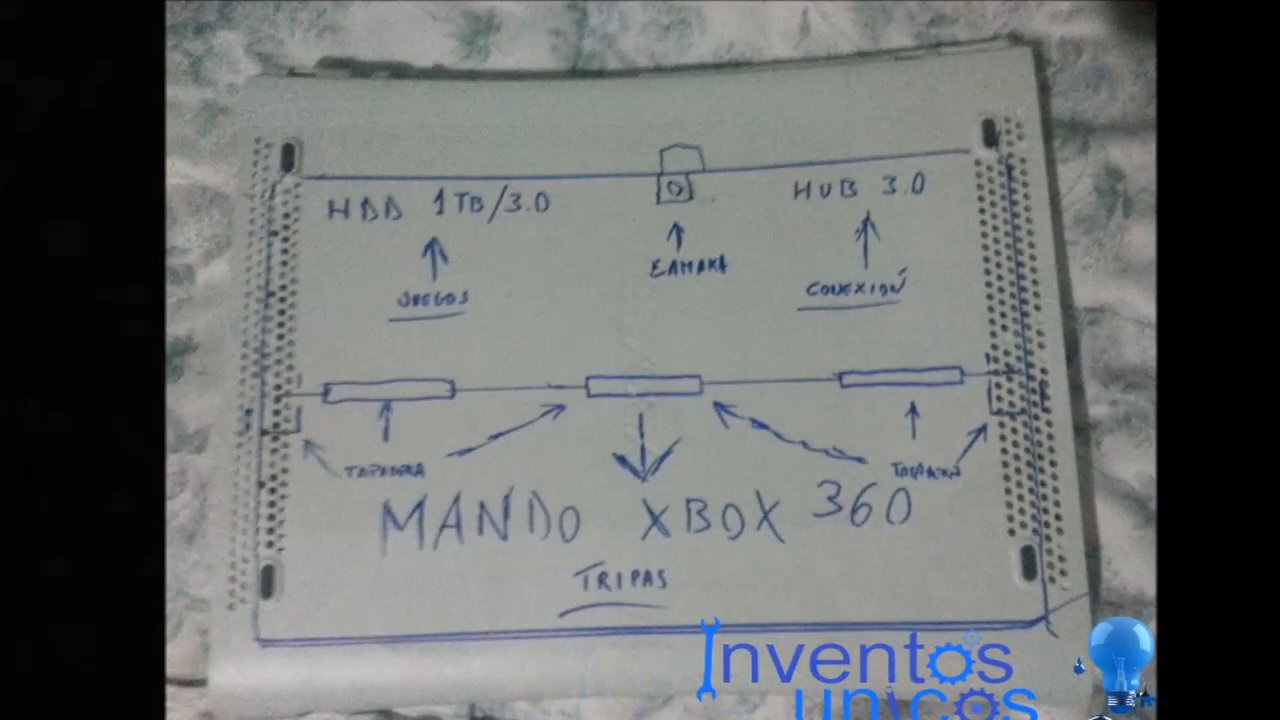 HDD 1TB/3.0
HUB 3.0
CAMARA
JUEGOS
CONEXIÓN
TAPADERA
TAPADERA
MANDO XBOX 360
TRIPAS
Inventos
unicos